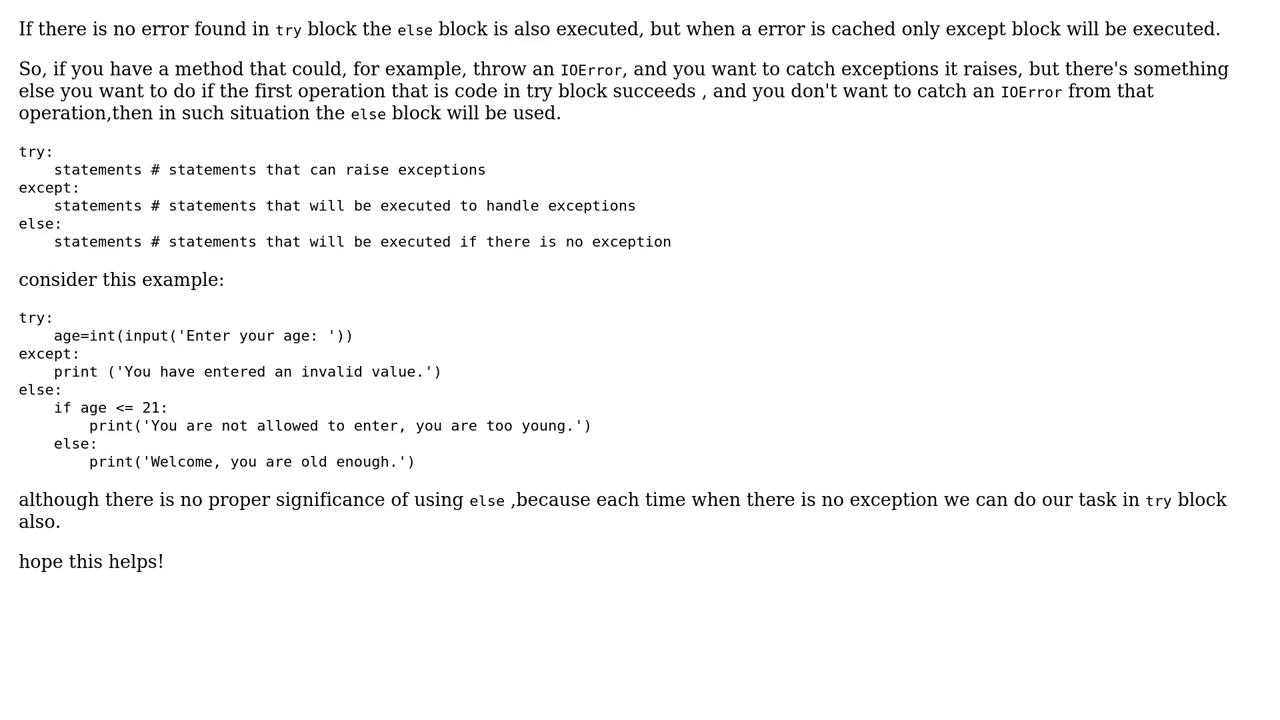 If there is no error found in try block the else block is also executed, but when a error is cached only except block will be executed.
So, if you have a method that could, for example, throw an IOError, and you want to catch exceptions it raises, but there's something
else you want to do if the first operation that is code in try block succeeds , and you don't want to catch an IOError from that
operation,then in such situation the else block will be used.
try:
    statements # statements that can raise exceptions
except:
    statements # statements that will be executed to handle exceptions
else:
    statements # statements that will be executed if there is no exception
consider this example:
try:
    age=int(input('Enter your age: '))
except:
    print ('You have entered an invalid value.')
else:
    if age <= 21:
        print('You are not allowed to enter, you are too young.')
    else:
        print('Welcome, you are old enough.')
although there is no proper significance of using else ,because each time when there is no exception we can do our task in try block
also.
hope this helps!